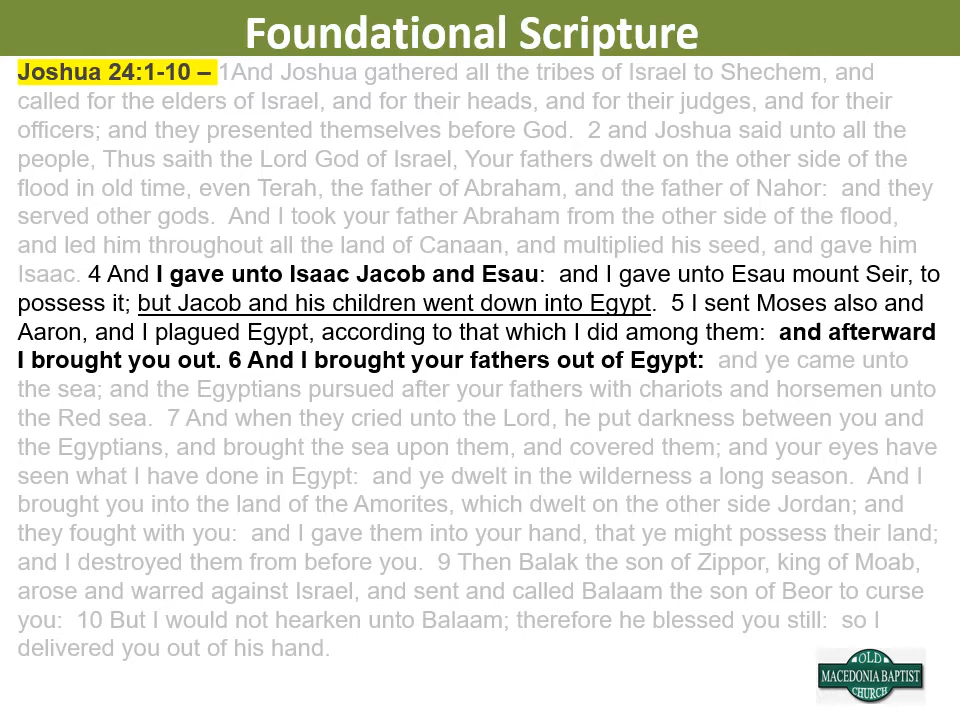 Foundational Scripture
Joshua 24:1-10 – 1And Joshua gathered all the tribes of Israel to Shechem, and
called for the elders of Israel, and for their heads, and for their judges, and for their
officers; and they presented themselves before God.  2 and Joshua said unto all the
people, Thus saith the Lord God of Israel, Your fathers dwelt on the other side of the
flood in old time, even Terah, the father of Abraham, and the father of Nahor:  and they
served other gods.  And I took your father Abraham from the other side of the flood,
and led him throughout all the land of Canaan, and multiplied his seed, and gave him
Isaac. 4 And I gave unto Isaac Jacob and Esau:  and I gave unto Esau mount Seir, to
possess it; but Jacob and his children went down into Egypt.  5 I sent Moses also and
Aaron, and I plagued Egypt, according to that which I did among them:  and afterward
I brought you out. 6 And I brought your fathers out of Egypt:  and ye came unto
the sea; and the Egyptians pursued after your fathers with chariots and horsemen unto
the Red sea.  7 And when they cried unto the Lord, he put darkness between you and
the Egyptians, and brought the sea upon them, and covered them; and your eyes have
seen what I have done in Egypt:  and ye dwelt in the wilderness a long season.  And I
brought you into the land of the Amorites, which dwelt on the other side Jordan; and
they fought with you:  and I gave them into your hand, that ye might possess their land;
and I destroyed them from before you.  9 Then Balak the son of Zippor, king of Moab,
arose and warred against Israel, and sent and called Balaam the son of Beor to curse
you:  10 But I would not hearken unto Balaam; therefore he blessed you still:  so I
delivered you out of his hand.
OLD
MACEDONIA BAPTIST
CHURCH